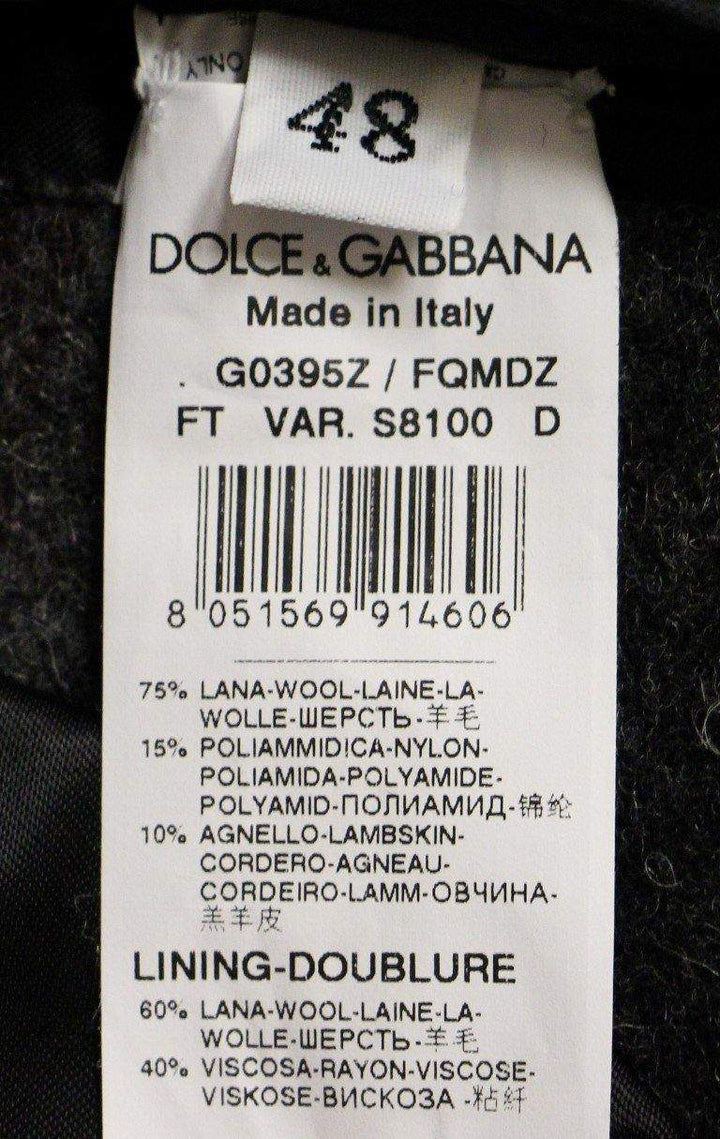 ONLY
48
DOLCE & GABBANA
Made in Italy
. G0395Z / FQMDZ
FT VAR. S8100 D
8 051569 914606
75% LANA-WOOL-LAINE-LA-
WOLLE-ШЕРСТЬ-羊毛
15% POLIAMMIDICA-NYLON-
POLIAMIDA-POLYAMIDE-
POLYAMID-ПОЛИАМИД-锦纶
10% AGNELLO-LAMBSKIN-
CORDERO-AGNEAU-
CORDEIRO-LAMM-ОВЧИНА-
羔羊皮
LINING-DOUBLURE
60% LANA-WOOL-LAINE-LA-
WOLLE-ШЕРСТЬ-羊毛
40% VISCOSA-RAYON-VISCOSE-
VISKOSE-ВИСКОЗА -粘纤